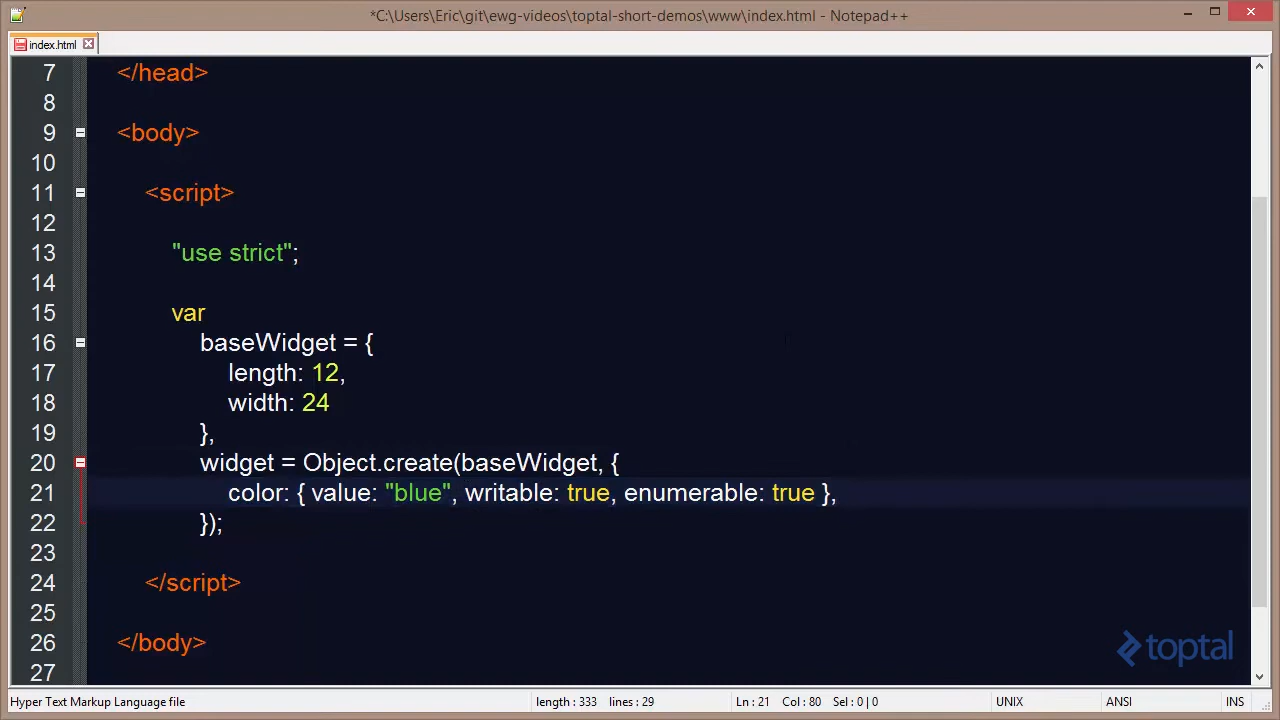 *C:\Users\Eric\git\ewg-videos\toptal-short-demos\www\index.html - Notepad++
index.html
7 </head>
8
9 <body>
10
11 <script>
12
13 "use strict";
14
15 var
16 baseWidget = {
17 length: 12,
18 width: 24
19 },
20 widget = Object.create(baseWidget, {
21 color: { value: "blue", writable: true, enumerable: true },
22 });
23
24 </script>
25
26 </body>
27
toptal
Hyper Text Markup Language file length : 333 lines : 29 Ln : 21 Col : 80 Sel : 0 | 0 UNIX ANSI INS